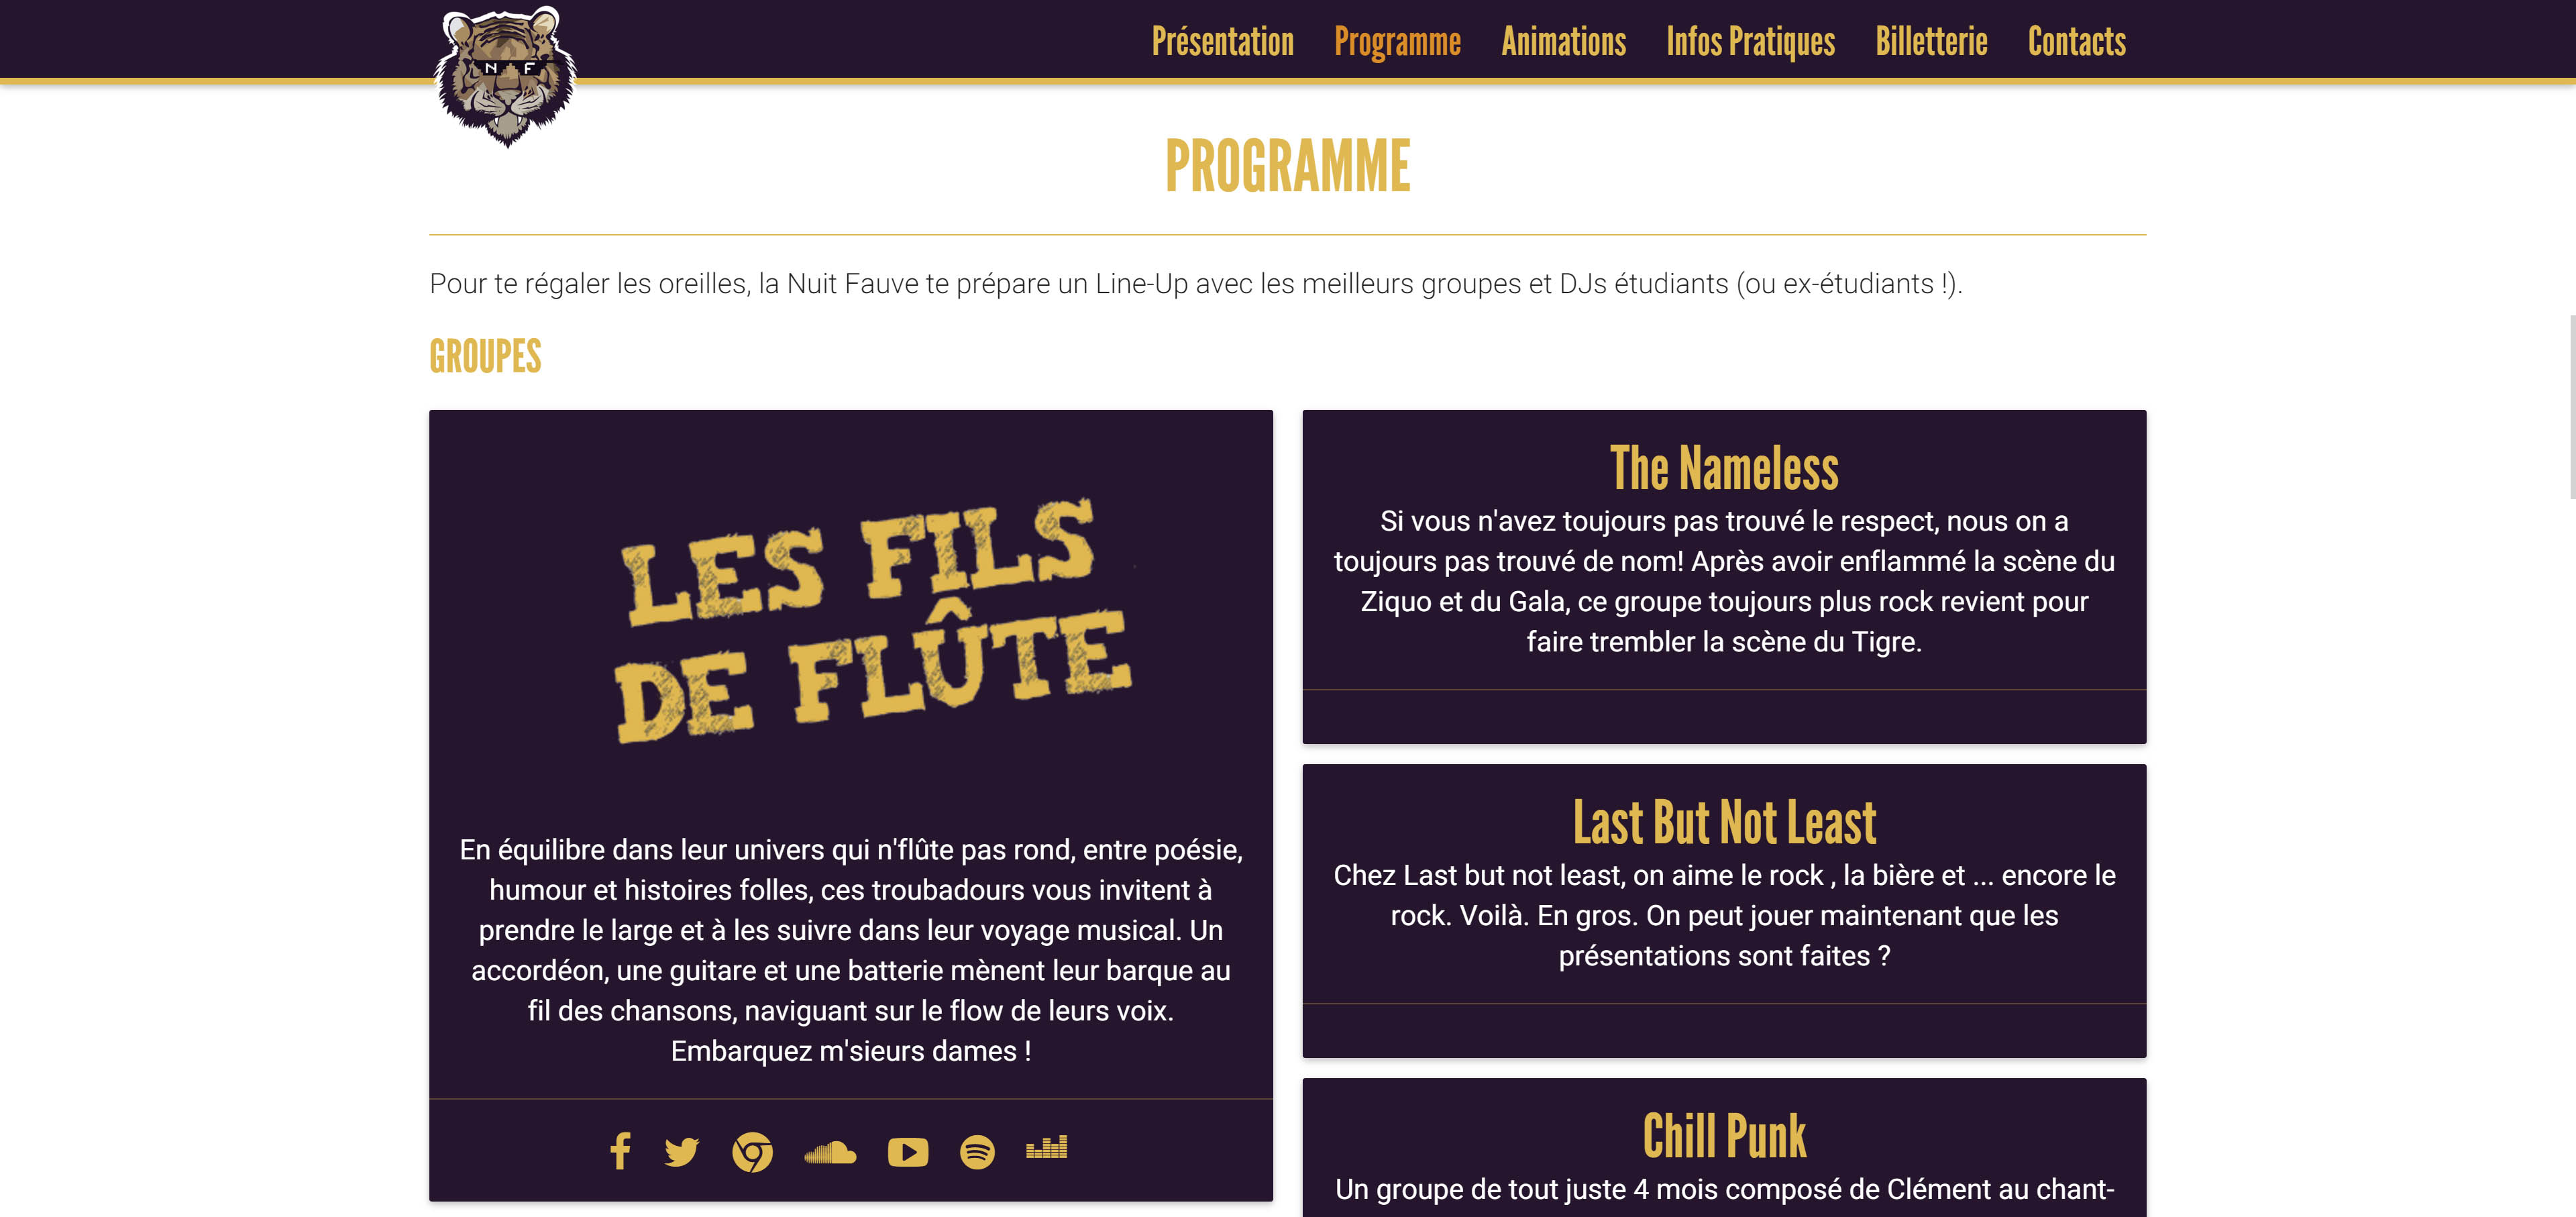 N F
Présentation Programme Animations Infos Pratiques Billetterie Contacts
PROGRAMME
Pour te régaler les oreilles, la Nuit Fauve te prépare un Line-Up avec les meilleurs groupes et DJs étudiants (ou ex-étudiants !).
GROUPES
LES FILS
DE FLÛTE
En équilibre dans leur univers qui n'flûte pas rond, entre poésie,
humour et histoires folles, ces troubadours vous invitent à
prendre le large et à les suivre dans leur voyage musical. Un
accordéon, une guitare et une batterie mènent leur barque au
fil des chansons, naviguant sur le flow de leurs voix.
Embarquez m'sieurs dames !
The Nameless
Si vous n'avez toujours pas trouvé le respect, nous on a
toujours pas trouvé de nom! Après avoir enflammé la scène du
Ziquo et du Gala, ce groupe toujours plus rock revient pour
faire trembler la scène du Tigre.
Last But Not Least
Chez Last but not least, on aime le rock , la bière et ... encore le
rock. Voilà. En gros. On peut jouer maintenant que les
présentations sont faites ?
Chill Punk
Un groupe de tout juste 4 mois composé de Clément au chant-